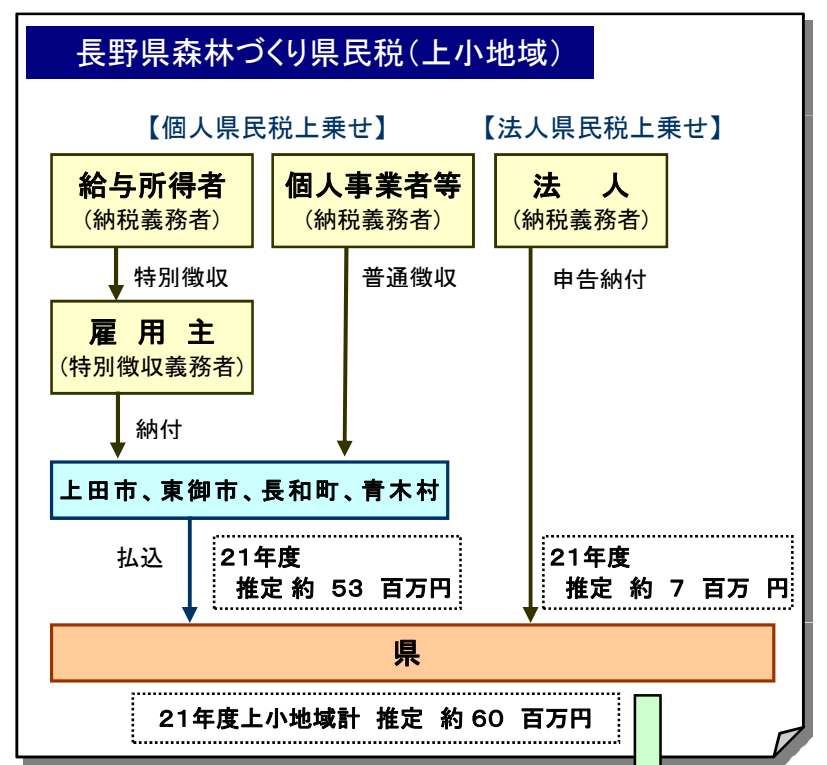 長野県森林づくり県民税（上小地域）
【個人県民税上乗せ】
【法人県民税上乗せ】
給与所得者
（納税義務者）
個人事業者等
（納税義務者）
法　人
（納税義務者）
特別徴収
普通徴収
申告納付
雇 用 主
（特別徴収義務者）
納付
上田市、東御市、長和町、青木村
払込
21年度
推定 約 53 百万円
21年度
推定 約 7 百万 円
県
21年度上小地域計 推定 約60 百万円